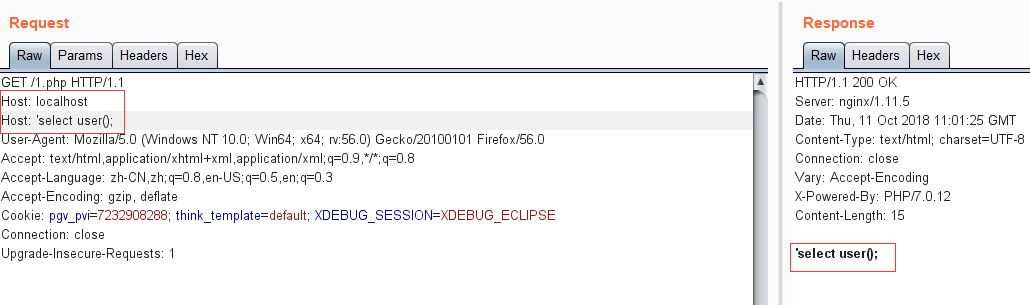 Request
Raw Params Headers Hex
GET /1.php HTTP/1.1
Host: localhost
Host: 'select user();
User-Agent: Mozilla/5.0 (Windows NT 10.0; Win64; x64; rv:56.0) Gecko/20100101 Firefox/56.0
Accept: text/html,application/xhtml+xml,application/xml;q=0.9,*/*;q=0.8
Accept-Language: zh-CN,zh;q=0.8,en-US;q=0.5,en;q=0.3
Accept-Encoding: gzip, deflate
Cookie: pgv_pvi=7232908288; think_template=default; XDEBUG_SESSION=XDEBUG_ECLIPSE
Connection: close
Upgrade-Insecure-Requests: 1
Response
Raw Headers Hex
HTTP/1.1 200 OK
Server: nginx/1.11.5
Date: Thu, 11 Oct 2018 11:01:25 GMT
Content-Type: text/html; charset=UTF-8
Connection: close
Vary: Accept-Encoding
X-Powered-By: PHP/7.0.12
Content-Length: 15
'select user();